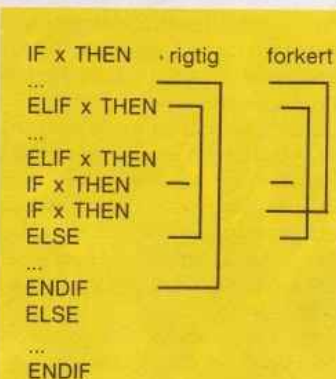 IF x THEN rigtig forkert
...
ELIF x THEN
...
ELIF x THEN
IF x THEN
IF x THEN
ELSE
...
ENDIF
ELSE
...
ENDIF